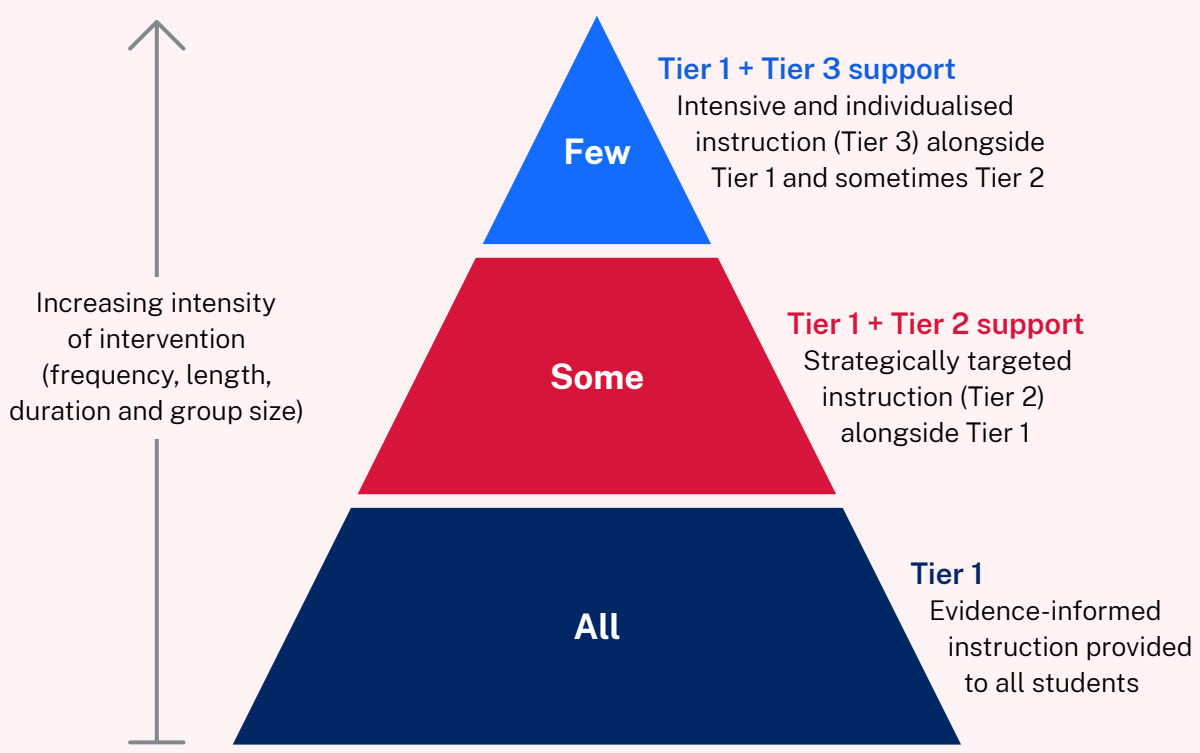 Tier 1 + Tier 3 support
Intensive and individualised
instruction (Tier 3) alongside
Tier 1 and sometimes Tier 2
Few
Increasing intensity
of intervention
(frequency, length,
duration and group size)
Tier 1 + Tier 2 support
Strategically targeted
instruction (Tier 2)
alongside Tier 1
Some
Tier 1
Evidence-informed
instruction provided
to all students
All